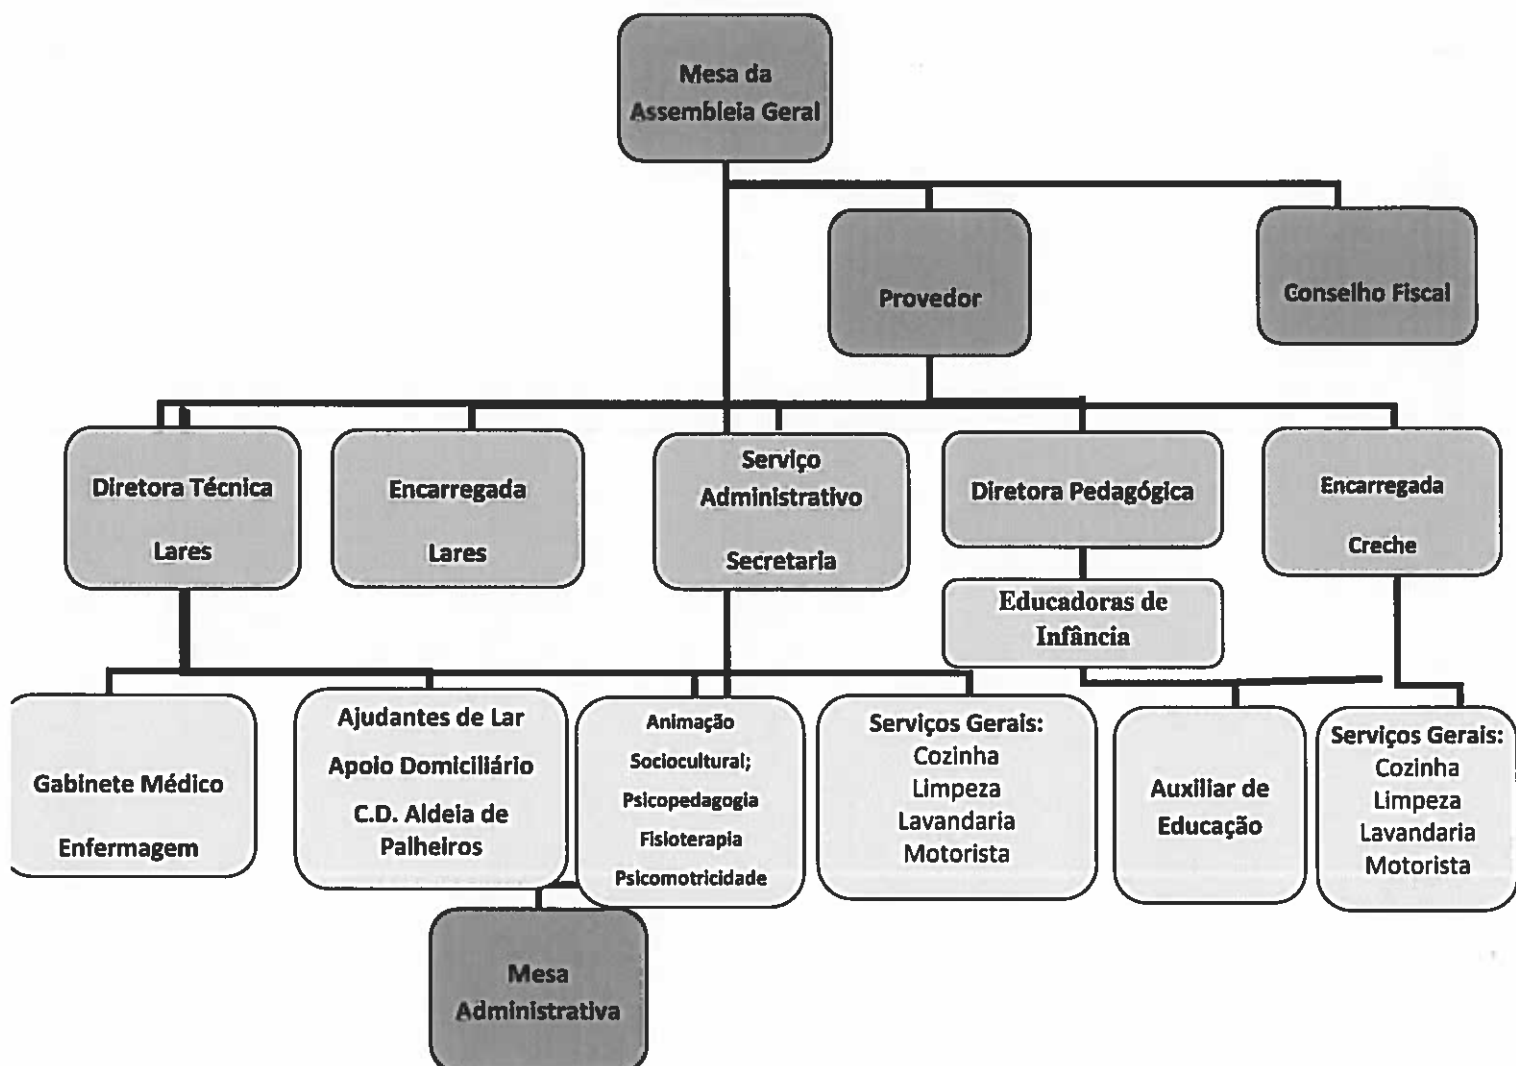 Mesa da
Assembleia Geral
Provedor
Conselho Fiscal
Diretora Técnica
Lares
Encarregada
Lares
Serviço
Administrativo
Secretaria
Diretora Pedagógica
Encarregada
Creche
Educadoras de
Infância
Gabinete Médico
Enfermagem
Ajudantes de Lar
Apoio Domiciliário
C.D. Aldeia de
Palheiros
Animação
Sociocultural;
Psicopedagogia
Fisioterapia
Psicomotricidade
Serviços Gerais:
Cozinha
Limpeza
Lavandaria
Motorista
Auxiliar de
Educação
Serviços Gerais:
Cozinha
Limpeza
Lavandaria
Motorista
Mesa
Administrativa